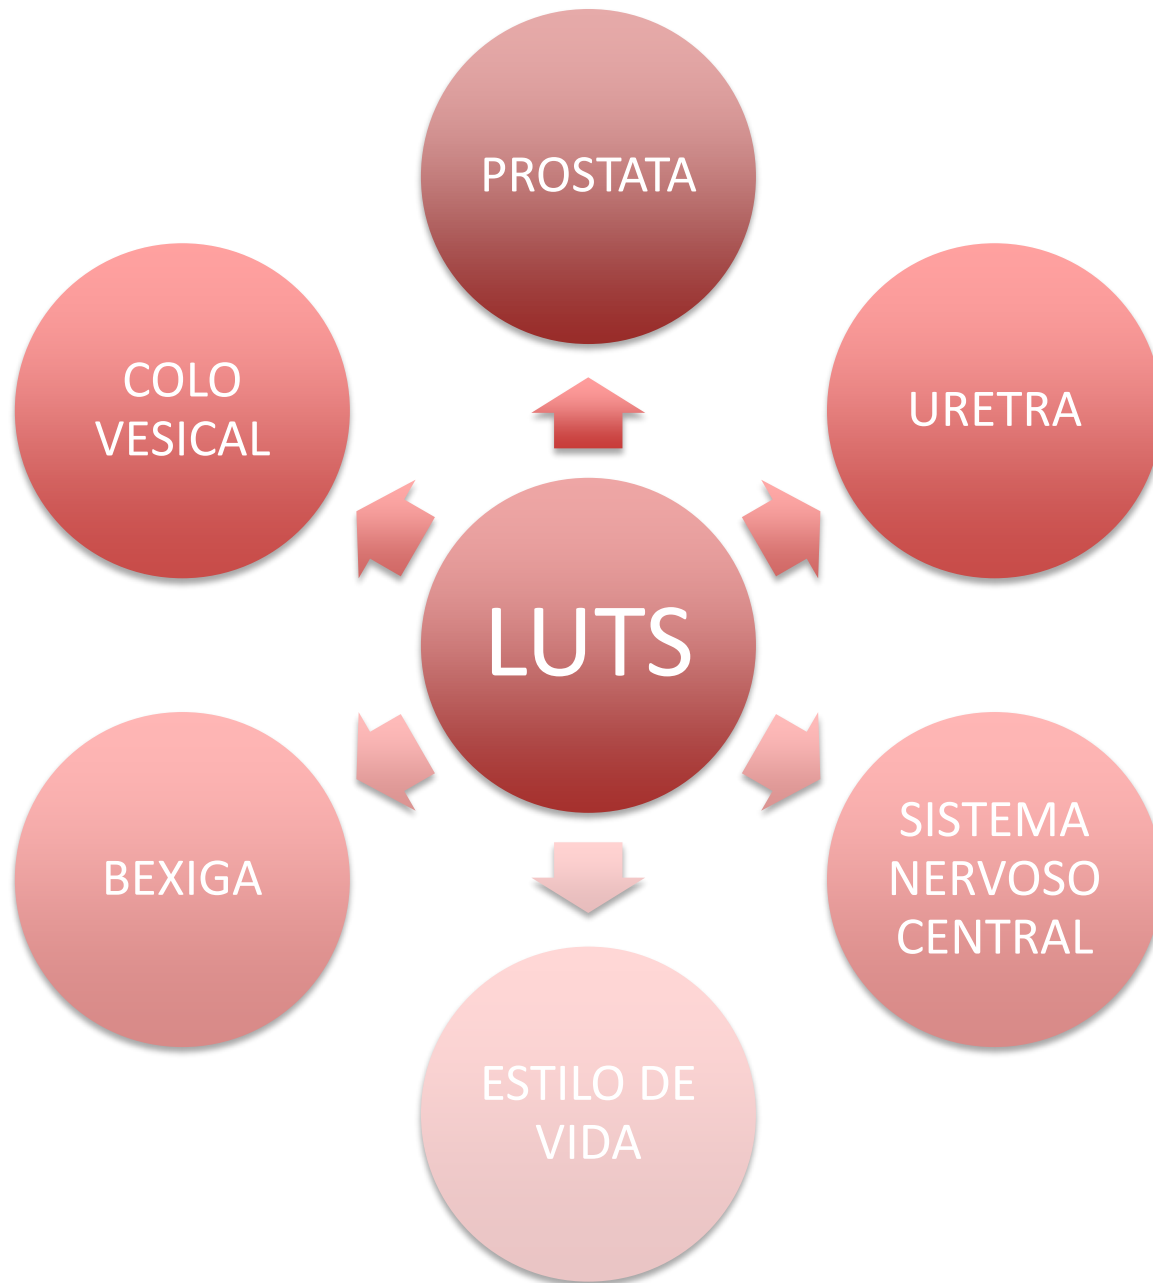 PROSTATA
COLO
VESICAL
URETRA
LUTS
BEXIGA
SISTEMA
NERVOSO
CENTRAL
ESTILO DE
VIDA